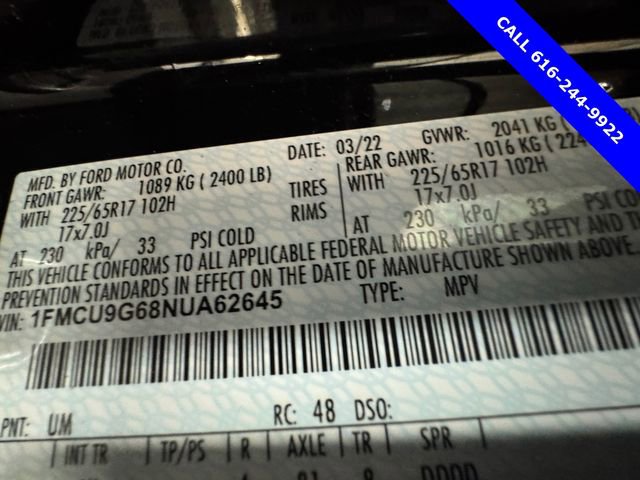 CALL 616-244-9922
MFD. BY FORD MOTOR CO. DATE: 03/22 GVWR: 2041 KG
FRONT GAWR: 1089 KG ( 2400 LB) REAR GAWR: 1016 KG ( 224
WITH 225/65R17 102H TIRES WITH 225/65R17 102H
17x7.0J RIMS 17x7.0J
AT 230 kPa/ 33 PSI COLD AT 230 kPa/ 33 PSI COLD
THIS VEHICLE CONFORMS TO ALL APPLICABLE FEDERAL MOTOR VEHICLE SAFETY AND THEFT
PREVENTION STANDARDS IN EFFECT ON THE DATE OF MANUFACTURE SHOWN ABOVE.
VIN: 1FMCU9G68NUA62645 TYPE: MPV
PNT: UM RC: 48 DSO:
INT TR TP/PS R AXLE TR SPR